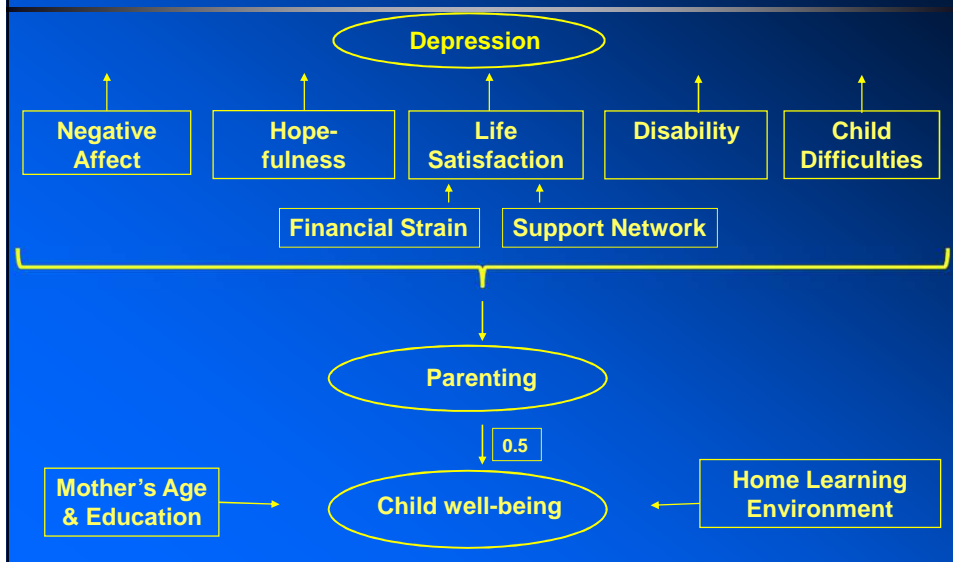 Depression
Negative
Affect
Hope-
fulness
Life
Satisfaction
Disability
Child
Difficulties
Financial Strain
Support Network
Parenting
0.5
Mother’s Age
& Education
Child well-being
Home Learning
Environment